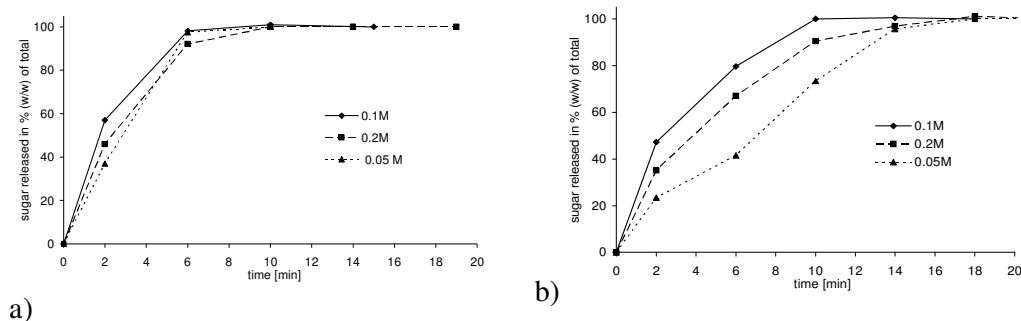 sugar released in % (w/w) of total
100
80
60
40
20
0
0 2 4 6 8 10 12 14 16 18 20
time [min]
0.1M
0.2M
0.05 M
a)
sugar released in % (w/w) of total
100
80
60
40
20
0
0 2 4 6 8 10 12 14 16 18 20
time [min]
0.1M
0.2M
0.05M
b)